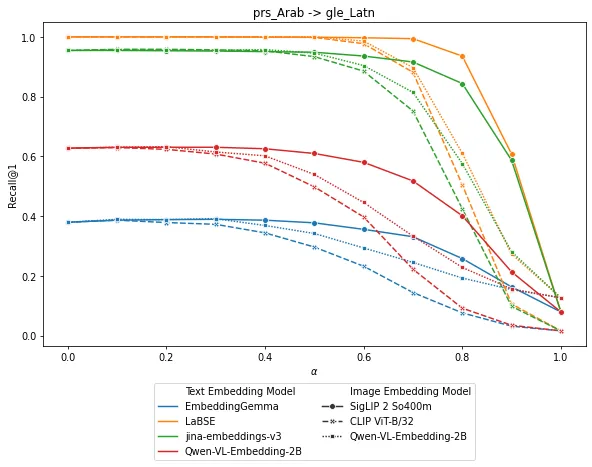 prs_Arab -> gle_Latn
Recall@1
1.0
0.8
0.6
0.4
0.2
0.0
0.0 0.2 0.4 0.6 0.8 1.0
α
Text Embedding Model Image Embedding Model
EmbeddingGemma SigLIP 2 So400m
LaBSE CLIP ViT-B/32
jina-embeddings-v3 Qwen-VL-Embedding-2B
Qwen-VL-Embedding-2B